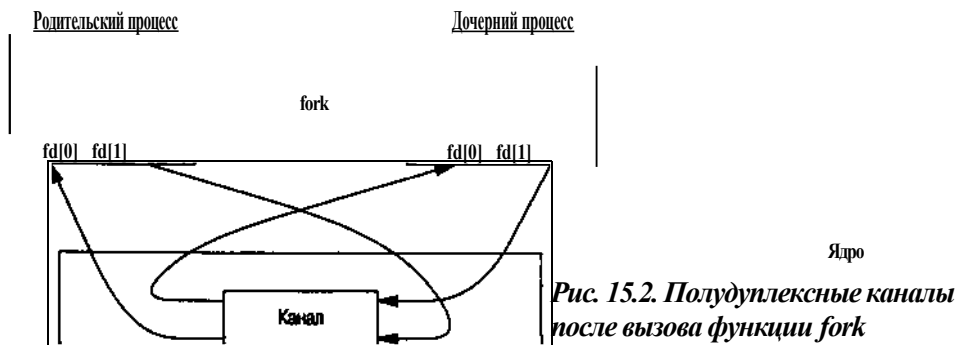 Родительский процесс
Дочерний процесс
fork
fd[0] fd[1]
fd[0] fd[1]
Ядро
Канал
Рис. 15.2. Полудуплексные каналы
после вызова функции fork